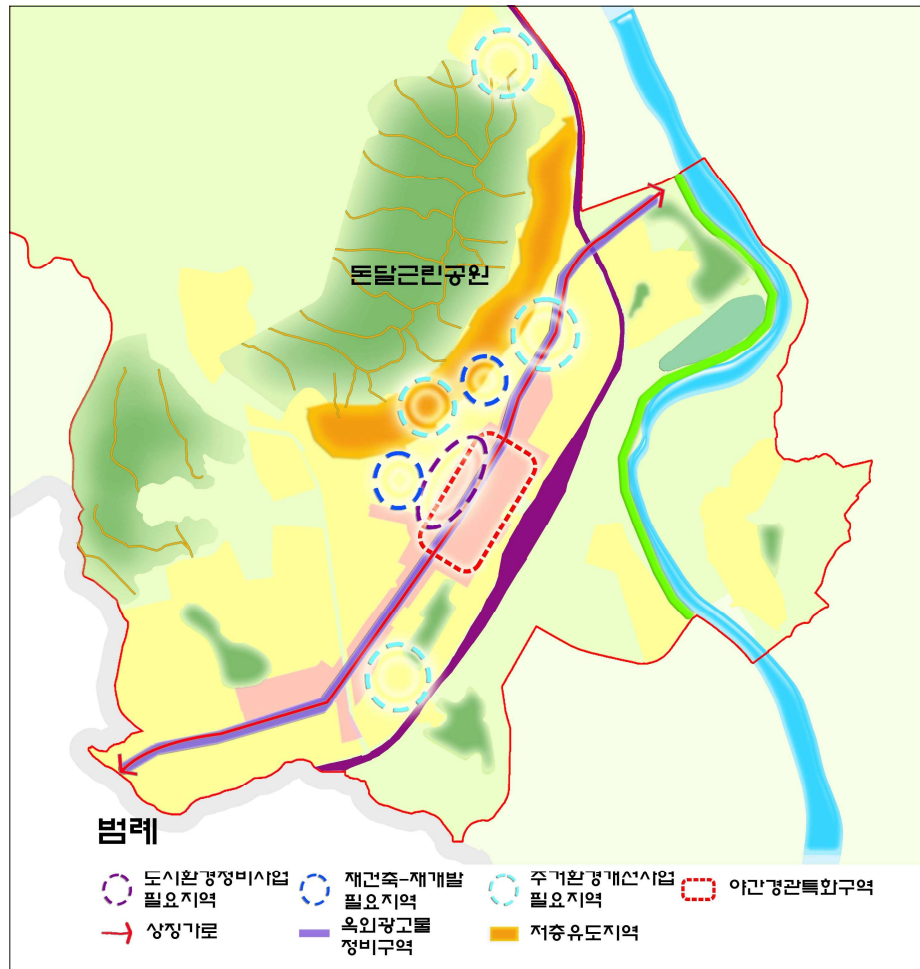 돈달근린공원
범례
도시환경정비사업
필요지역
재건축-재개발
필요지역
주거환경개선사업
필요지역
야간경관특화구역
상징가로
옥외광고물
정비구역
저층유도지역